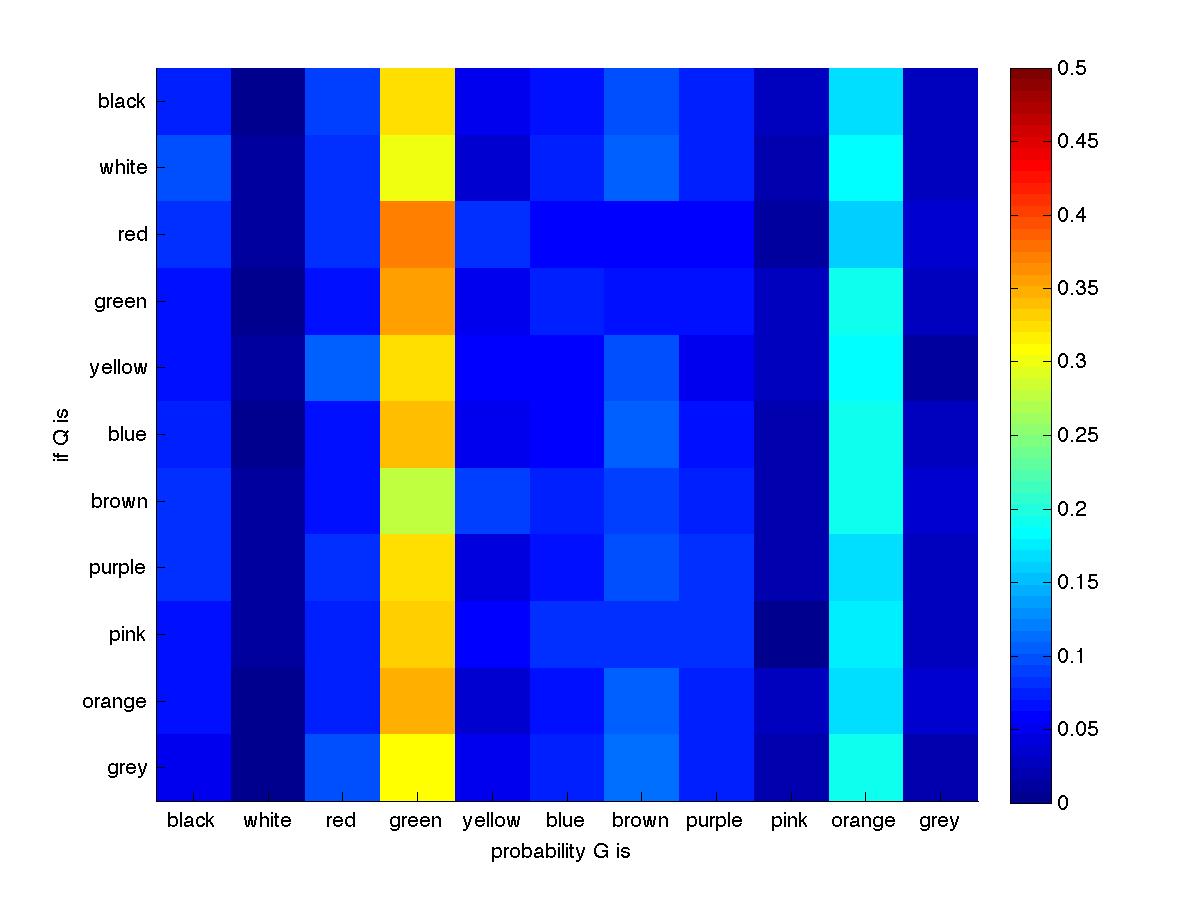 black
white
red
green
yellow
blue
brown
purple
pink
orange
grey
if Q is
black white red green yellow blue brown purple pink orange grey
probability G is
0.5
0.45
0.4
0.35
0.3
0.25
0.2
0.15
0.1
0.05
0